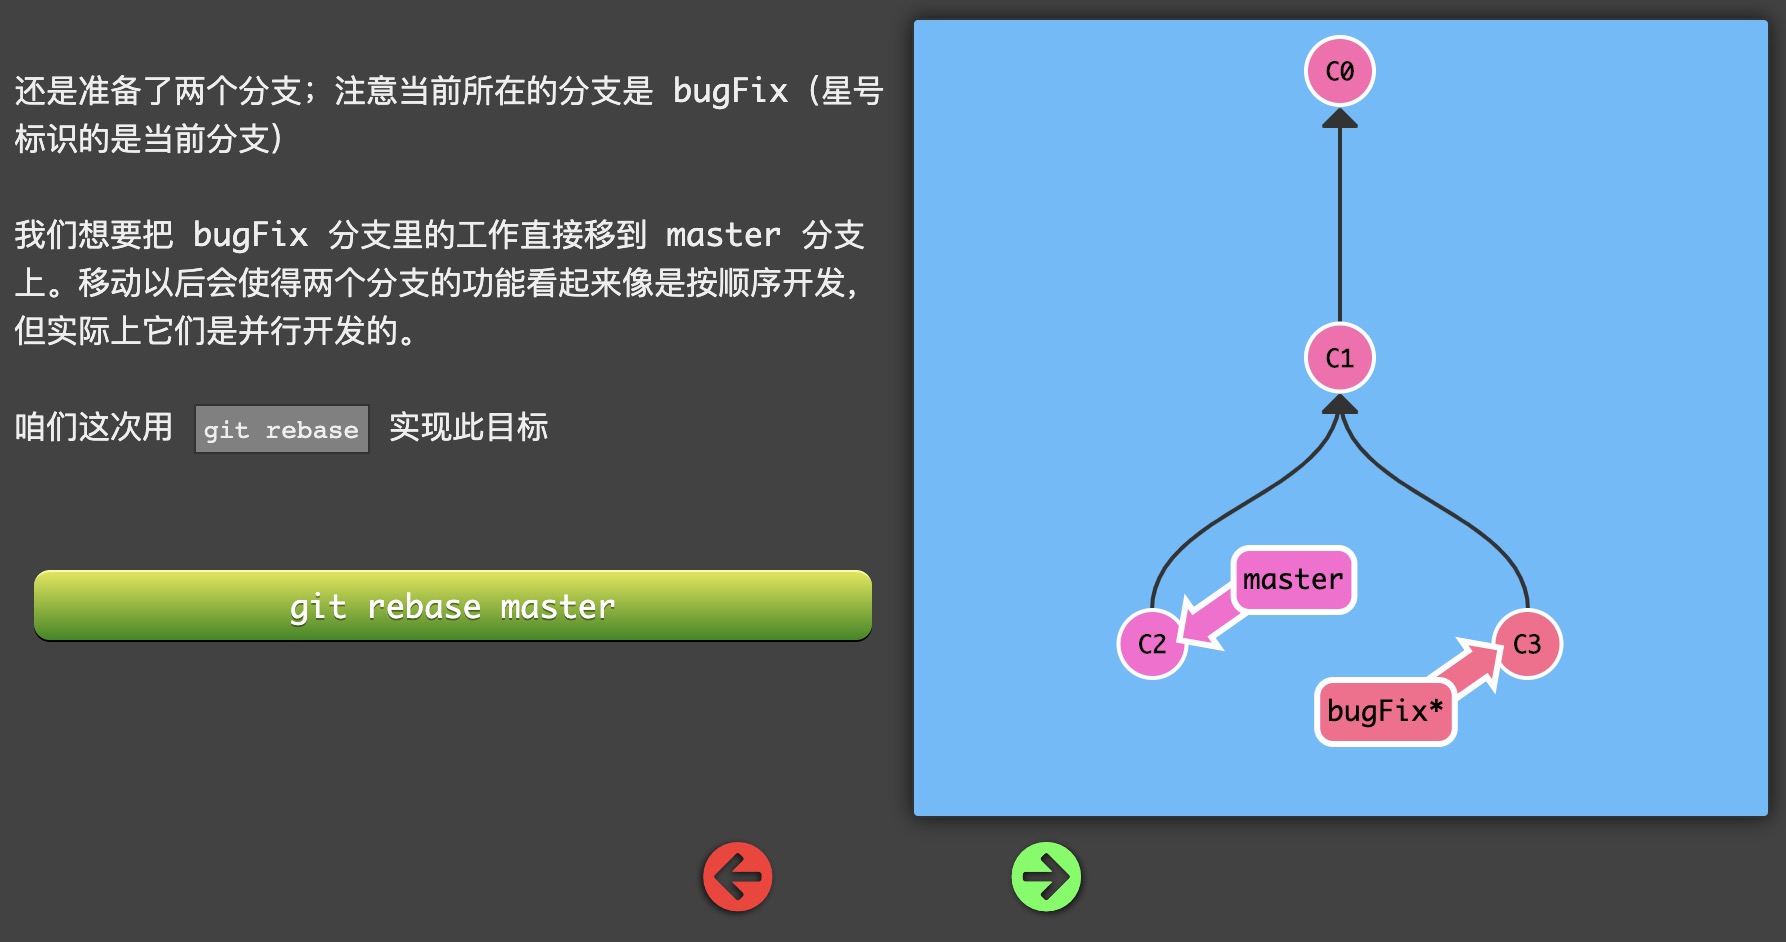 还是准备了两个分支；注意当前所在的分支是 bugFix（星号
标识的是当前分支）
我们想要把 bugFix 分支里的工作直接移到 master 分支
上。移动以后会使得两个分支的功能看起来像是按顺序开发，
但实际上它们是并行开发的。
咱们这次用 git rebase 实现此目标
git rebase master
C0
C1
master
C2
C3
bugFix*